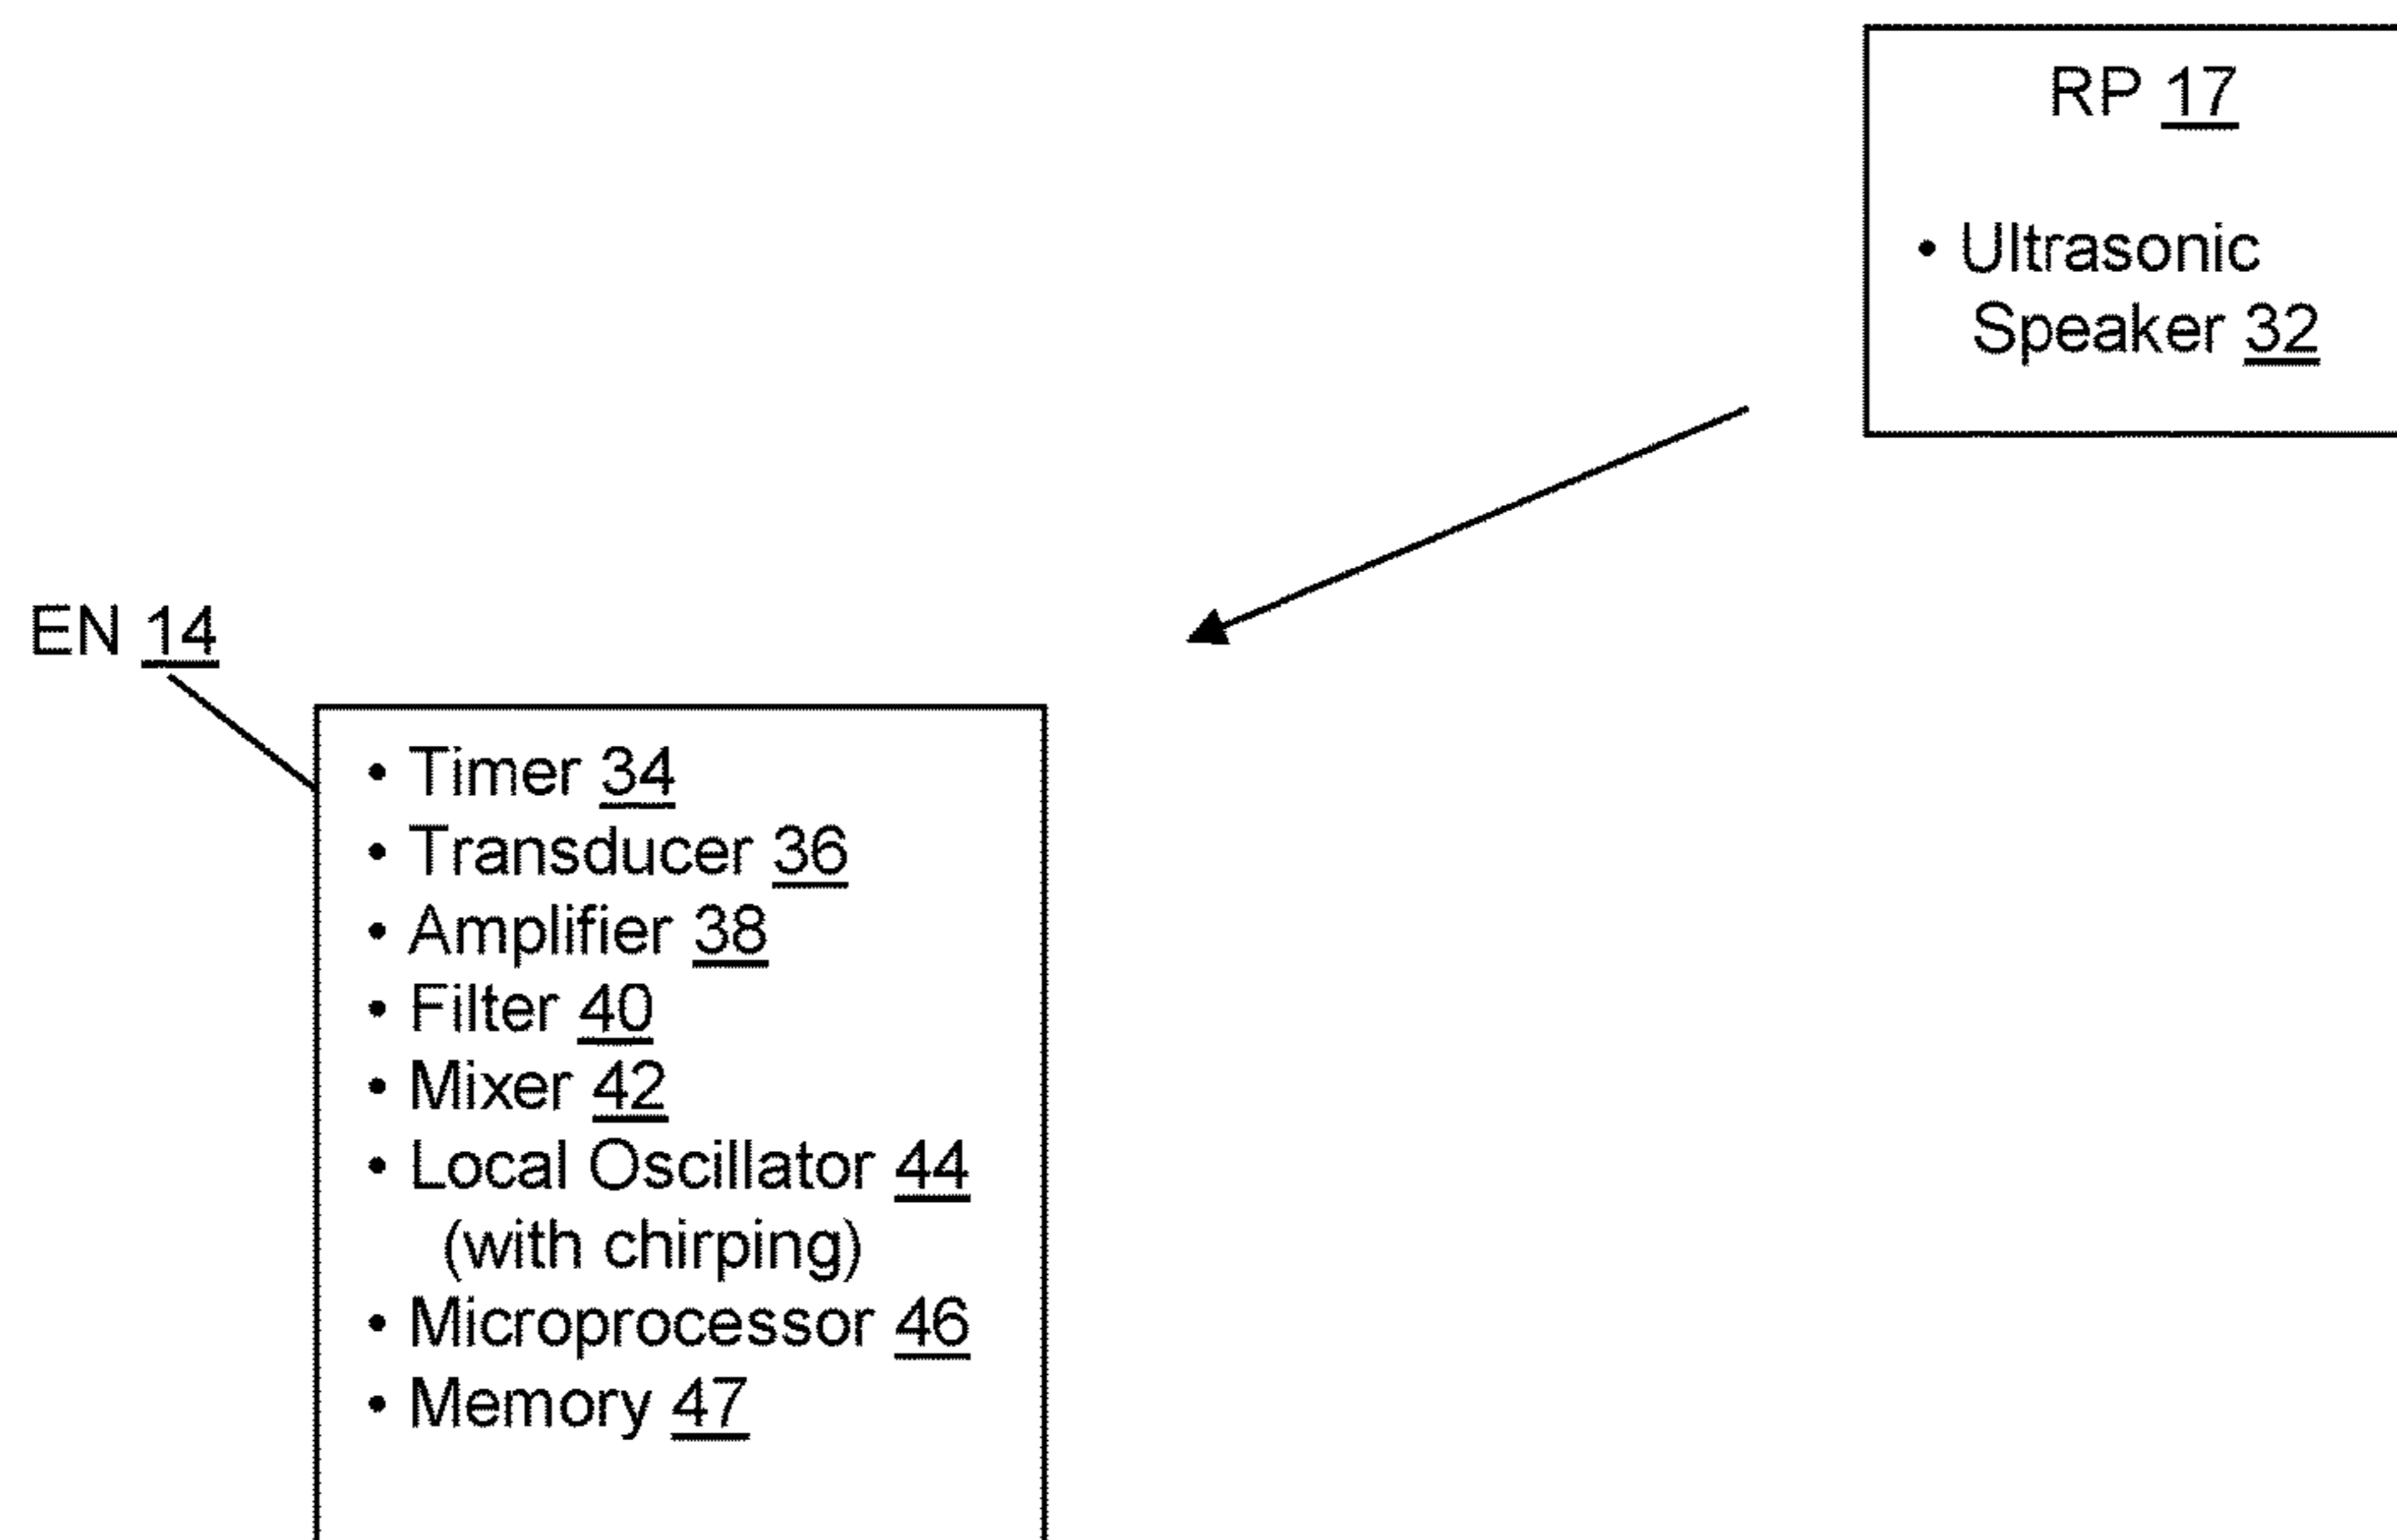 RP 17
• Ultrasonic
Speaker 32
EN 14
• Timer 34
• Transducer 36
• Amplifier 38
• Filter 40
• Mixer 42
• Local Oscillator 44
(with chirping)
• Microprocessor 46
• Memory 47